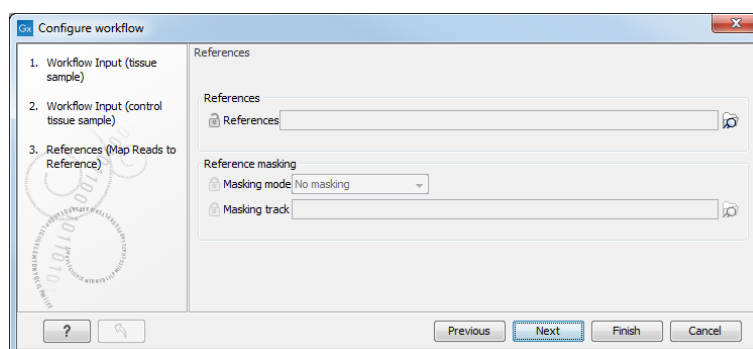 Gx Configure workflow
1. Workflow Input (tissue
sample)
2. Workflow Input (control
tissue sample)
3. References (Map Reads to
Reference)
References
References
References
Reference masking
Masking mode No masking
Masking track
? Previous Next Finish Cancel